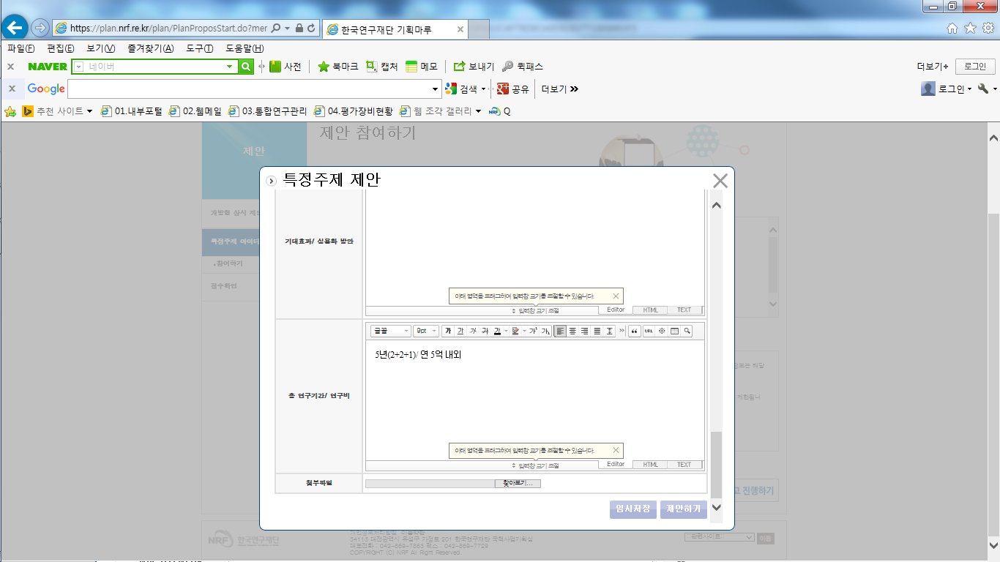 https://plan.nrf.re.kr/plan/PlanProposStart.do?mer
한국연구재단 기획마루
파일(F) 편집(E) 보기(V) 즐겨찾기(A) 도구(T) 도움말(H)
NAVER 네이버 사전 북마크 캡처 메모 보내기 퀵패스 더보기+ 로그인
Google 검색 공유 더보기 로그인
추천 사이트 01.내부포털 02.웹메일 03.통합연구관리 04.평가장비현황 웹 조각 갤러리 Q
제안
제안 참여하기
특정주제 제안
개방형 상시 제안
특정주제 아이디
.참여하기
접수확인
기대효과/ 활용화 방안
아래 영역을 드래그하여 입력창 크기를 조절할 수 있습니다.
입력창 크기 조절 Editor HTML TEXT
굴꼴 9pt 가 가 가 가 가 가 가 URL
5년(2+2+1)/ 연 5억 내외
총 연구기간/ 연구비
아래 영역을 드래그하여 입력창 크기를 조절할 수 있습니다.
입력창 크기 조절 Editor HTML TEXT
첨부파일 찾아보기...
임시저장 제안하기
고 진행하기
NRF 한국연구재단
34113 대전광역시 유성구 가정로 201 한국연구재단 국책사업기획실
대표전화 : 042-869-7863 팩스 : 042-869-7729
COPYRIGHT (C) NRF All Right Reserved.
::관련사이트:: 이동